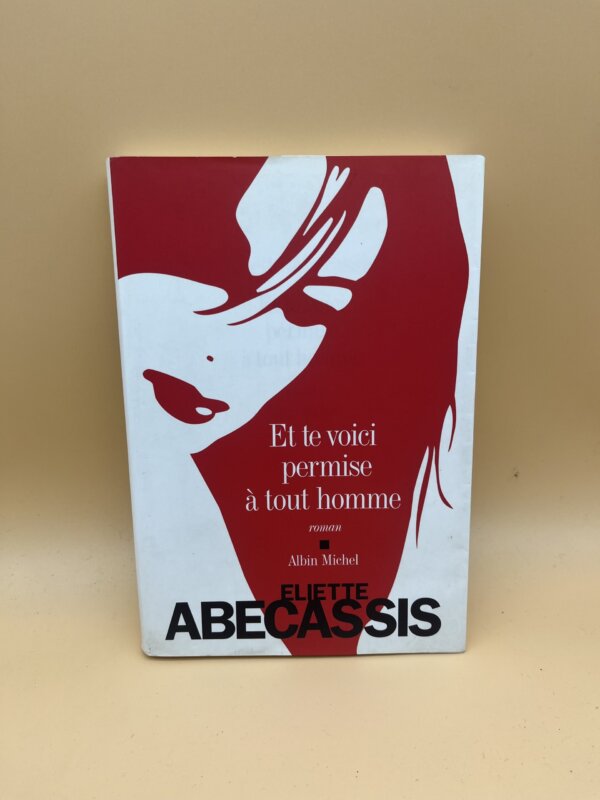 Et te voici
permise
à tout homme
roman
Albin Michel
ELIETTE
ABECASSIS